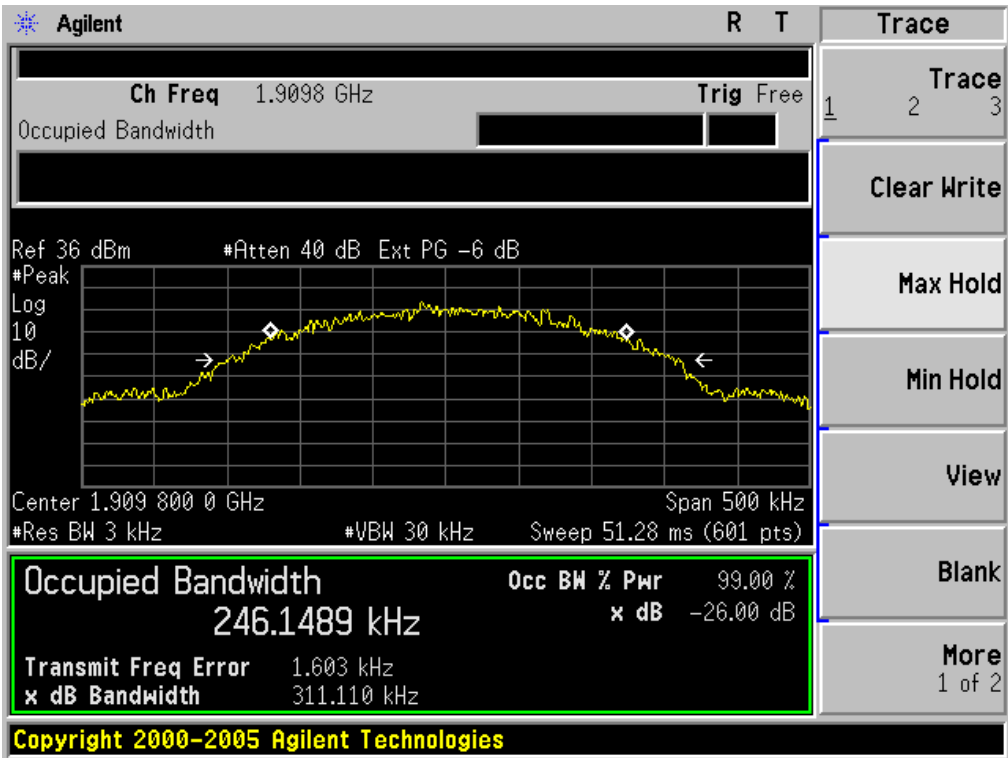 Agilent R T Trace
Ch Freq 1.9098 GHz Trig Free
Occupied Bandwidth
Trace
1 2 3
Clear Write
Ref 36 dBm #Atten 40 dB Ext PG -6 dB
#Peak
Log
10
dB/
Max Hold
Min Hold
View
Center 1.909 800 0 GHz Span 500 kHz
#Res BW 3 kHz #VBW 30 kHz Sweep 51.28 ms (601 pts)
Occupied Bandwidth Occ BW % Pwr 99.00 %
246.1489 kHz x dB -26.00 dB
Transmit Freq Error 1.603 kHz
x dB Bandwidth 311.110 kHz
Blank
More
1 of 2
Copyright 2000-2005 Agilent Technologies